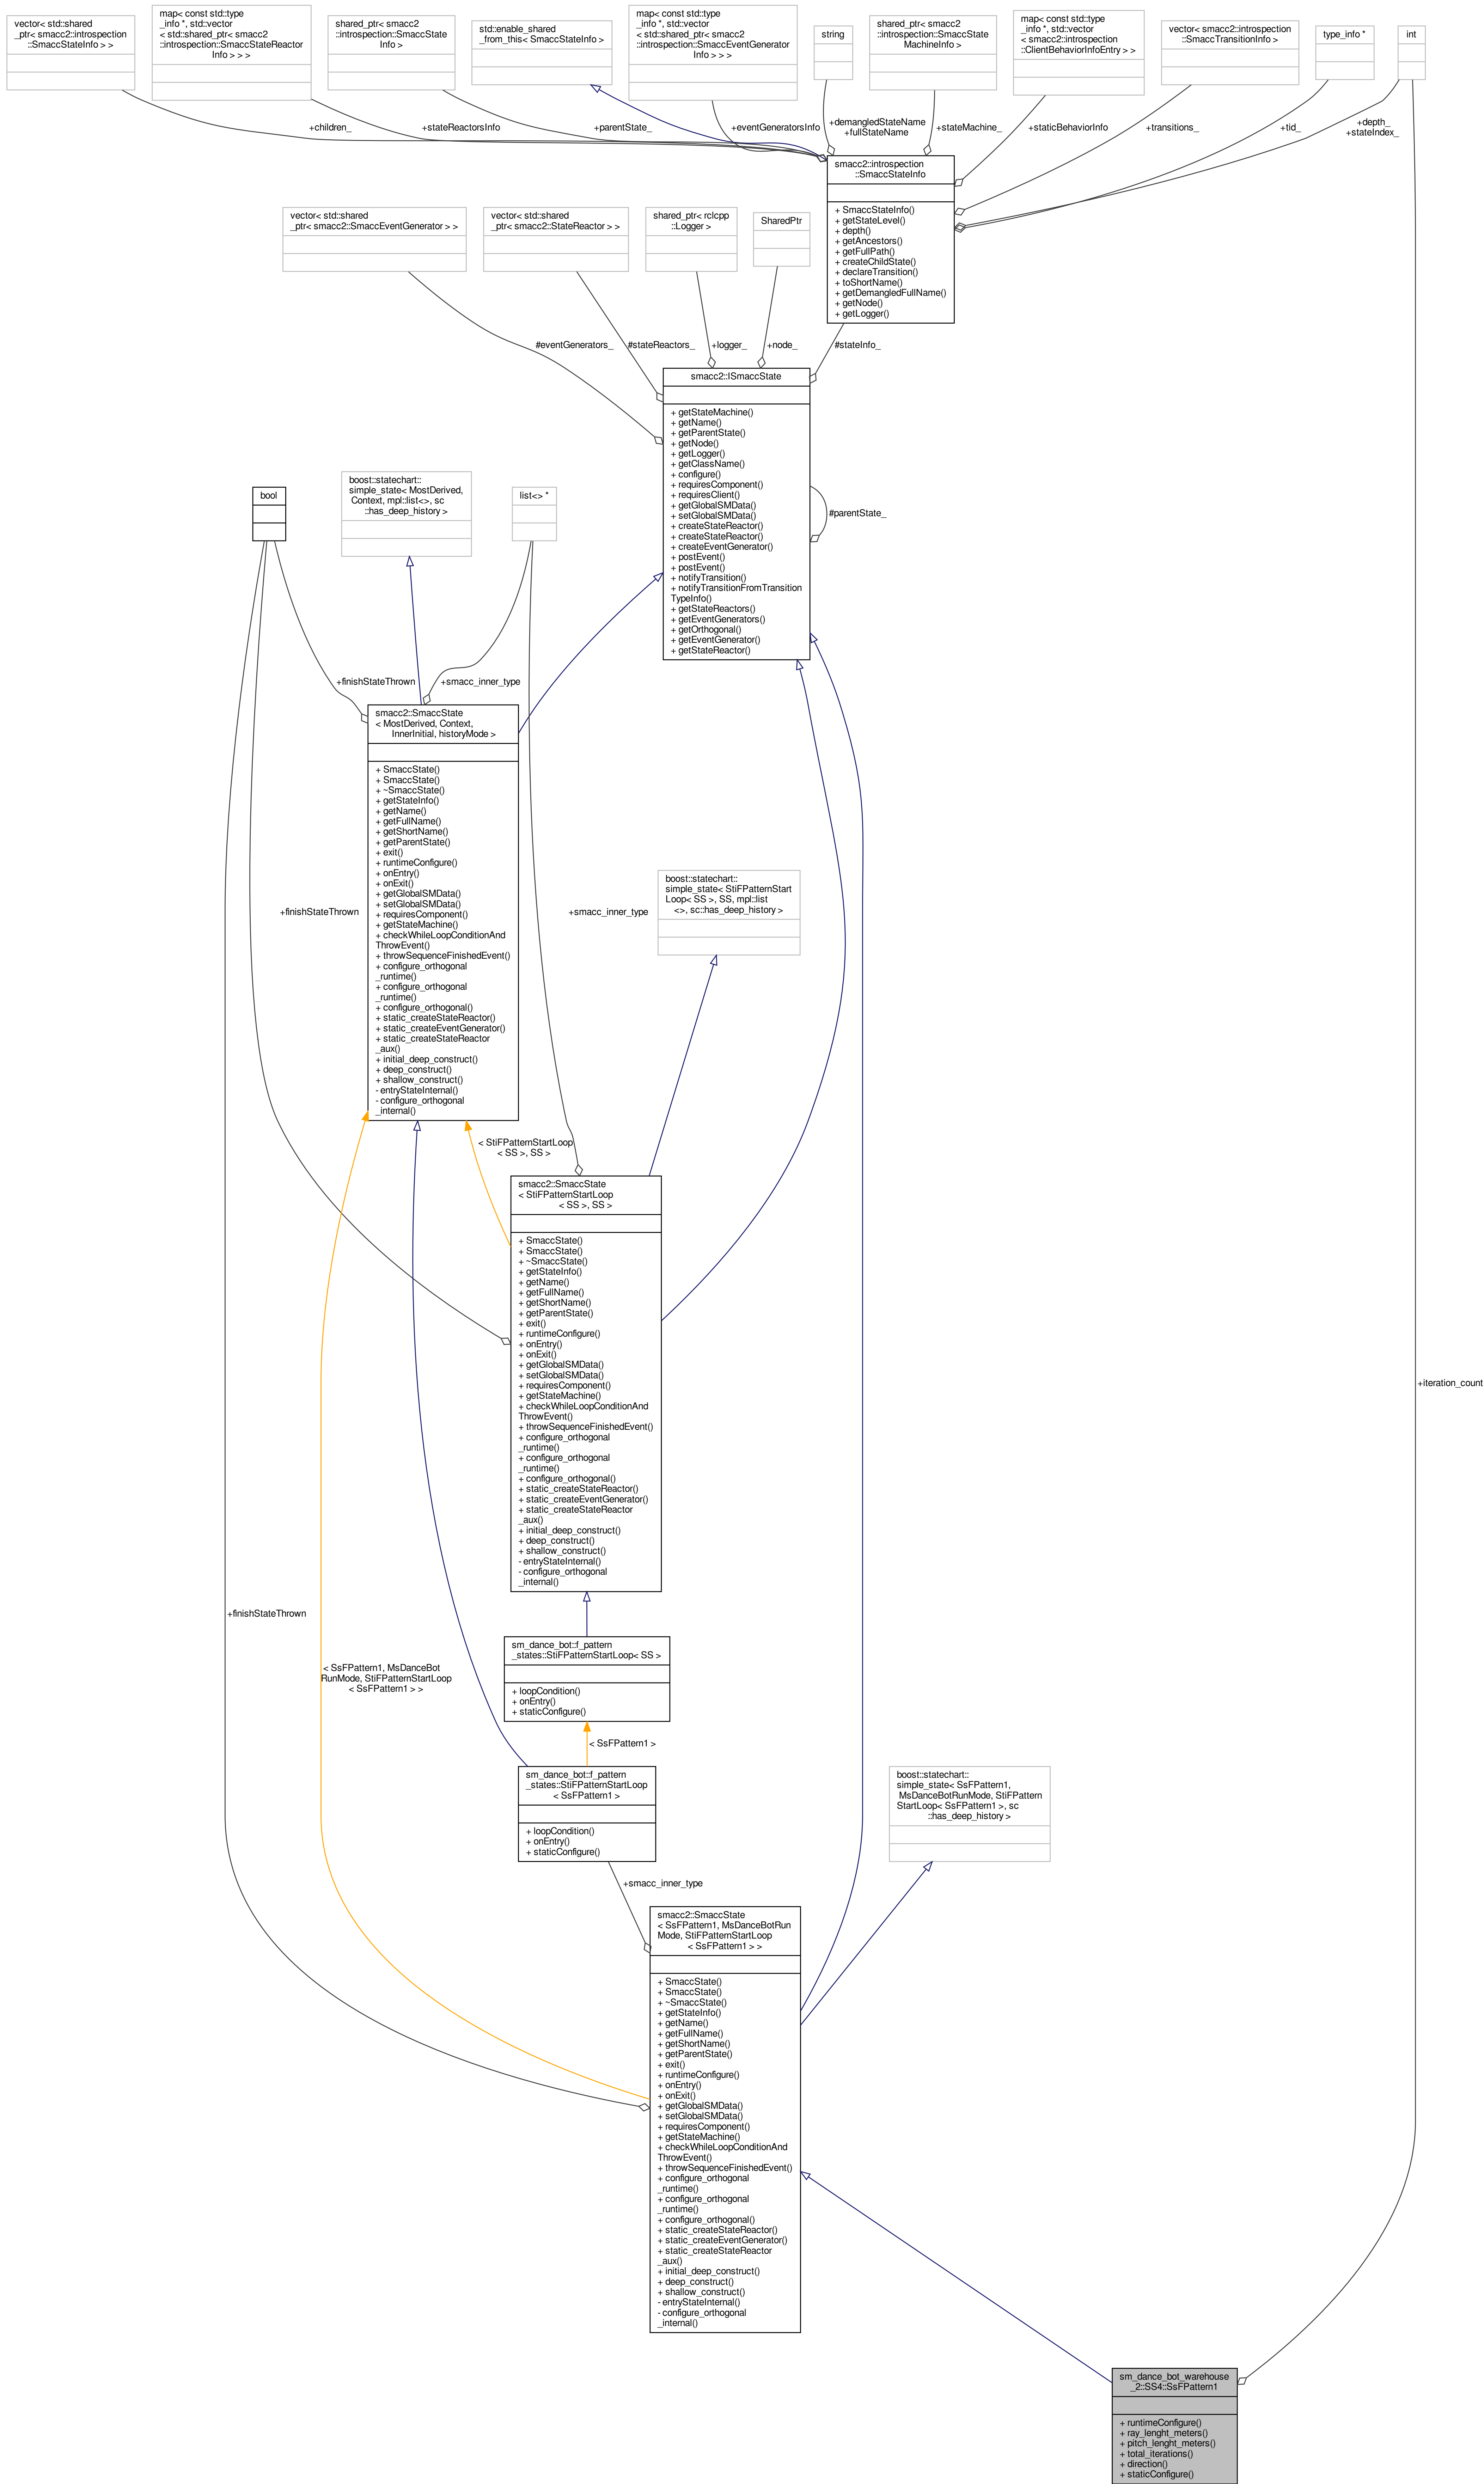 vector< std::shared
_ptr< smacc2::introspection
::SmaccStateInfo > >
map< const std::type
_info *, std::vector
< std::shared_ptr< smacc2
::introspection::SmaccStateReactor
Info > > >
shared_ptr< smacc2
::introspection::SmaccState
Info >
std::enable_shared
_from_this< SmaccStateInfo >
map< const std::type
_info *, std::vector
< std::shared_ptr< smacc2
::introspection::SmaccEventGenerator
Info > > >
string
shared_ptr< smacc2
::introspection::SmaccState
MachineInfo >
map< const std::type
_info *, std::vector
< smacc2::introspection
::ClientBehaviorInfoEntry > >
vector< smacc2::introspection
::SmaccTransitionInfo >
type_info *
int
+children_
+stateReactorsInfo
+parentState_
+eventGeneratorsInfo
+demangledStateName
+fullStateName
+stateMachine_
+staticBehaviorInfo
+transitions_
+tid_
+depth_
+stateIndex_
smacc2::introspection
::SmaccStateInfo
+ SmaccStateInfo()
+ getStateLevel()
+ depth()
+ getAncestors()
+ getFullPath()
+ createChildState()
+ declareTransition()
+ toShortName()
+ getDemangledFullName()
+ getNode()
+ getLogger()
vector< std::shared
_ptr< smacc2::SmaccEventGenerator > >
vector< std::shared
_ptr< smacc2::StateReactor > >
shared_ptr< rclcpp
::Logger >
SharedPtr
#eventGenerators_
#stateReactors_
+logger_
+node_
#stateInfo_
smacc2::ISmaccState
+ getStateMachine()
+ getName()
+ getParentState()
+ getNode()
+ getLogger()
+ getClassName()
+ configure()
+ requiresComponent()
+ requiresClient()
+ getGlobalSMData()
+ setGlobalSMData()
+ createStateReactor()
+ createStateReactor()
+ createEventGenerator()
+ postEvent()
+ postEvent()
+ notifyTransition()
+ notifyTransitionFromTransition
TypeInfo()
+ getStateReactors()
+ getEventGenerators()
+ getOrthogonal()
+ getEventGenerator()
+ getStateReactor()
#parentState_
bool
boost::statechart::
simple_state< MostDerived,
Context, mpl::list<>, sc
::has_deep_history >
list<> *
+finishStateThrown
+smacc_inner_type
smacc2::SmaccState
< MostDerived, Context,
InnerInitial, historyMode >
+ SmaccState()
+ SmaccState()
+ ~SmaccState()
+ getStateInfo()
+ getName()
+ getFullName()
+ getShortName()
+ getParentState()
+ exit()
+ runtimeConfigure()
+ onEntry()
+ onExit()
+ getGlobalSMData()
+ setGlobalSMData()
+ requiresComponent()
+ getStateMachine()
+ checkWhileLoopConditionAnd
ThrowEvent()
+ throwSequenceFinishedEvent()
+ configure_orthogonal
_runtime()
+ configure_orthogonal
_runtime()
+ configure_orthogonal()
+ static_createStateReactor()
+ static_createEventGenerator()
+ static_createStateReactor
_aux()
+ initial_deep_construct()
+ deep_construct()
+ shallow_construct()
- entryStateInternal()
- configure_orthogonal
_internal()
+finishStateThrown
+smacc_inner_type
boost::statechart::
simple_state< StiFPatternStart
Loop< SS >, SS, mpl::list
<>, sc::has_deep_history >
< StiFPatternStartLoop
< SS >, SS >
smacc2::SmaccState
< StiFPatternStartLoop
< SS >, SS >
+ SmaccState()
+ SmaccState()
+ ~SmaccState()
+ getStateInfo()
+ getName()
+ getFullName()
+ getShortName()
+ getParentState()
+ exit()
+ runtimeConfigure()
+ onEntry()
+ onExit()
+ getGlobalSMData()
+ setGlobalSMData()
+ requiresComponent()
+ getStateMachine()
+ checkWhileLoopConditionAnd
ThrowEvent()
+ throwSequenceFinishedEvent()
+ configure_orthogonal
_runtime()
+ configure_orthogonal
_runtime()
+ configure_orthogonal()
+ static_createStateReactor()
+ static_createEventGenerator()
+ static_createStateReactor
_aux()
+ initial_deep_construct()
+ deep_construct()
+ shallow_construct()
- entryStateInternal()
- configure_orthogonal
_internal()
+iteration_count
+finishStateThrown
sm_dance_bot::f_pattern
_states::StiFPatternStartLoop< SS >
+ loopCondition()
+ onEntry()
+ staticConfigure()
< SsFPattern1, MsDanceBot
RunMode, StiFPatternStartLoop
< SsFPattern1 > >
< SsFPattern1 >
sm_dance_bot::f_pattern
_states::StiFPatternStartLoop
< SsFPattern1 >
+ loopCondition()
+ onEntry()
+ staticConfigure()
boost::statechart::
simple_state< SsFPattern1,
MsDanceBotRunMode, StiFPattern
StartLoop< SsFPattern1 >, sc
::has_deep_history >
+smacc_inner_type
smacc2::SmaccState
< SsFPattern1, MsDanceBotRun
Mode, StiFPatternStartLoop
< SsFPattern1 > >
+ SmaccState()
+ SmaccState()
+ ~SmaccState()
+ getStateInfo()
+ getName()
+ getFullName()
+ getShortName()
+ getParentState()
+ exit()
+ runtimeConfigure()
+ onEntry()
+ onExit()
+ getGlobalSMData()
+ setGlobalSMData()
+ requiresComponent()
+ getStateMachine()
+ checkWhileLoopConditionAnd
ThrowEvent()
+ throwSequenceFinishedEvent()
+ configure_orthogonal
_runtime()
+ configure_orthogonal
_runtime()
+ configure_orthogonal()
+ static_createStateReactor()
+ static_createEventGenerator()
+ static_createStateReactor
_aux()
+ initial_deep_construct()
+ deep_construct()
+ shallow_construct()
- entryStateInternal()
- configure_orthogonal
_internal()
sm_dance_bot_warehouse
_2::SS4::SsFPattern1
+ runtimeConfigure()
+ ray_lenght_meters()
+ pitch_lenght_meters()
+ total_iterations()
+ direction()
+ staticConfigure()